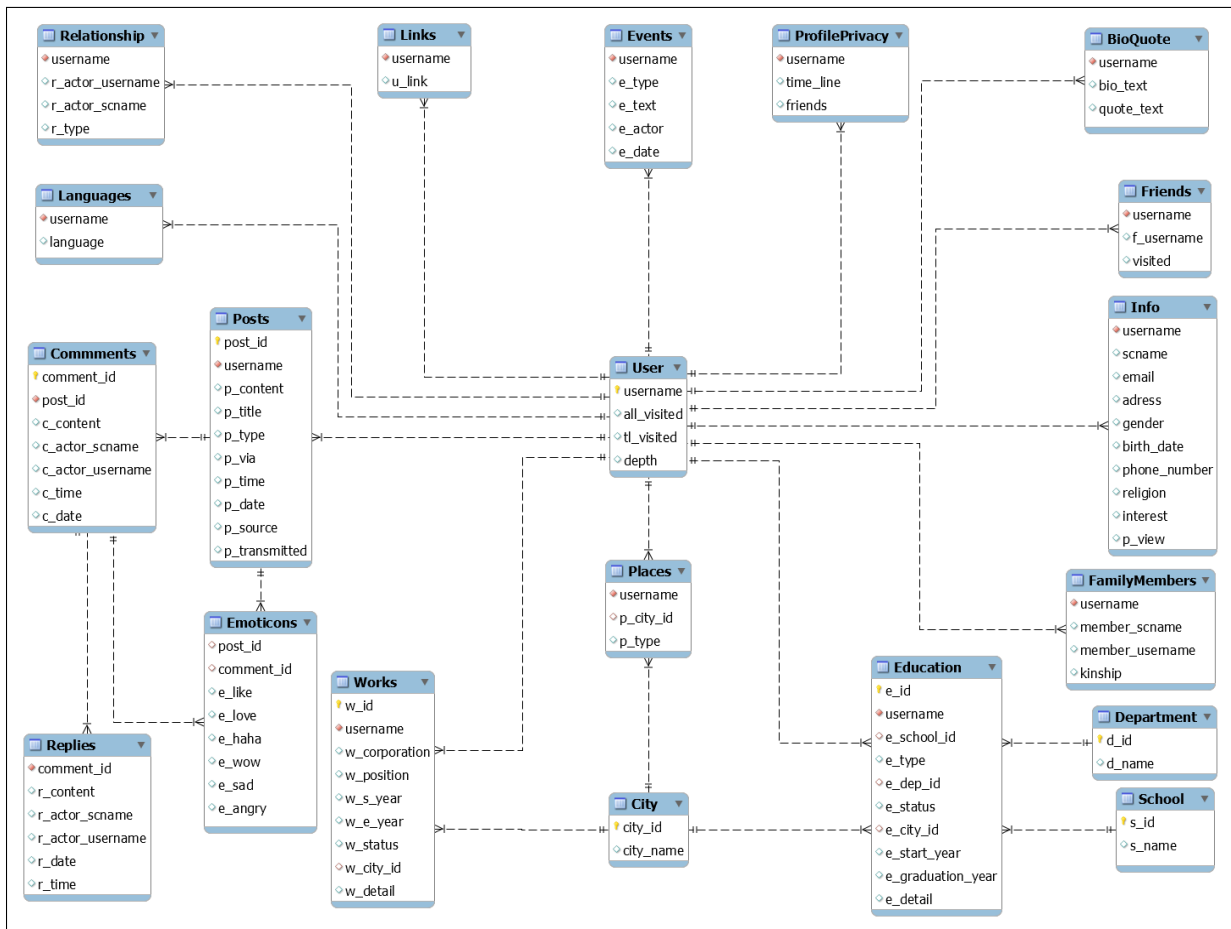 Relationship
username
r_actor_username
r_actor_scname
r_type
Links
username
u_link
Events
username
e_type
e_text
e_actor
e_date
ProfilePrivacy
username
time_line
friends
BioQuote
username
bio_text
quote_text
Languages
username
language
Friends
username
f_username
visited
Posts
post_id
username
p_content
p_title
p_type
p_via
p_time
p_date
p_source
p_transmitted
Info
username
scname
email
adress
gender
birth_date
phone_number
religion
interest
p_view
Commments
comment_id
post_id
c_content
c_actor_scname
c_actor_username
c_time
c_date
User
username
all_visited
tl_visited
depth
Places
username
p_city_id
p_type
FamilyMembers
username
member_scname
member_username
kinship
Emoticons
post_id
comment_id
e_like
e_love
e_haha
e_wow
e_sad
e_angry
Works
w_id
username
w_corporation
w_position
w_s_year
w_e_year
w_status
w_city_id
w_detail
Education
e_id
username
e_school_id
e_type
e_dep_id
e_status
e_city_id
e_start_year
e_graduation_year
e_detail
Department
d_id
d_name
Replies
comment_id
r_content
r_actor_scname
r_actor_username
r_date
r_time
City
city_id
city_name
School
s_id
s_name